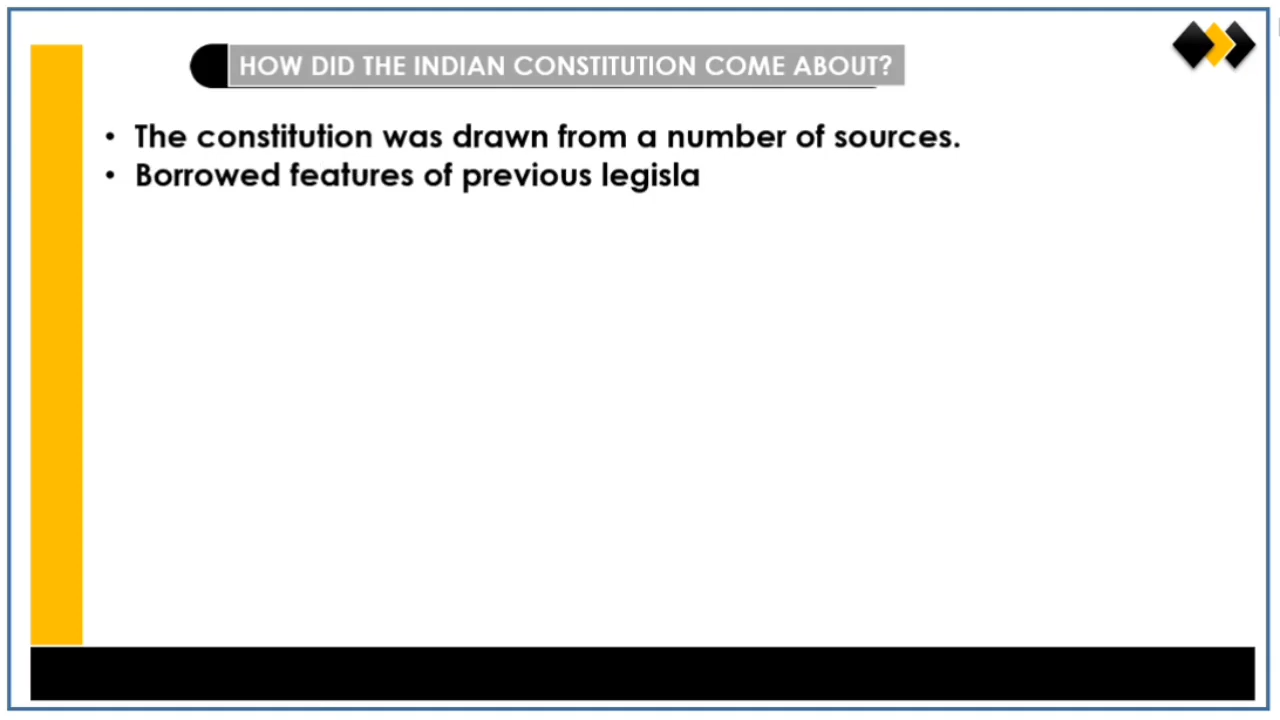 HOW DID THE INDIAN CONSTITUTION COME ABOUT?
• The constitution was drawn from a number of sources.
• Borrowed features of previous legisla